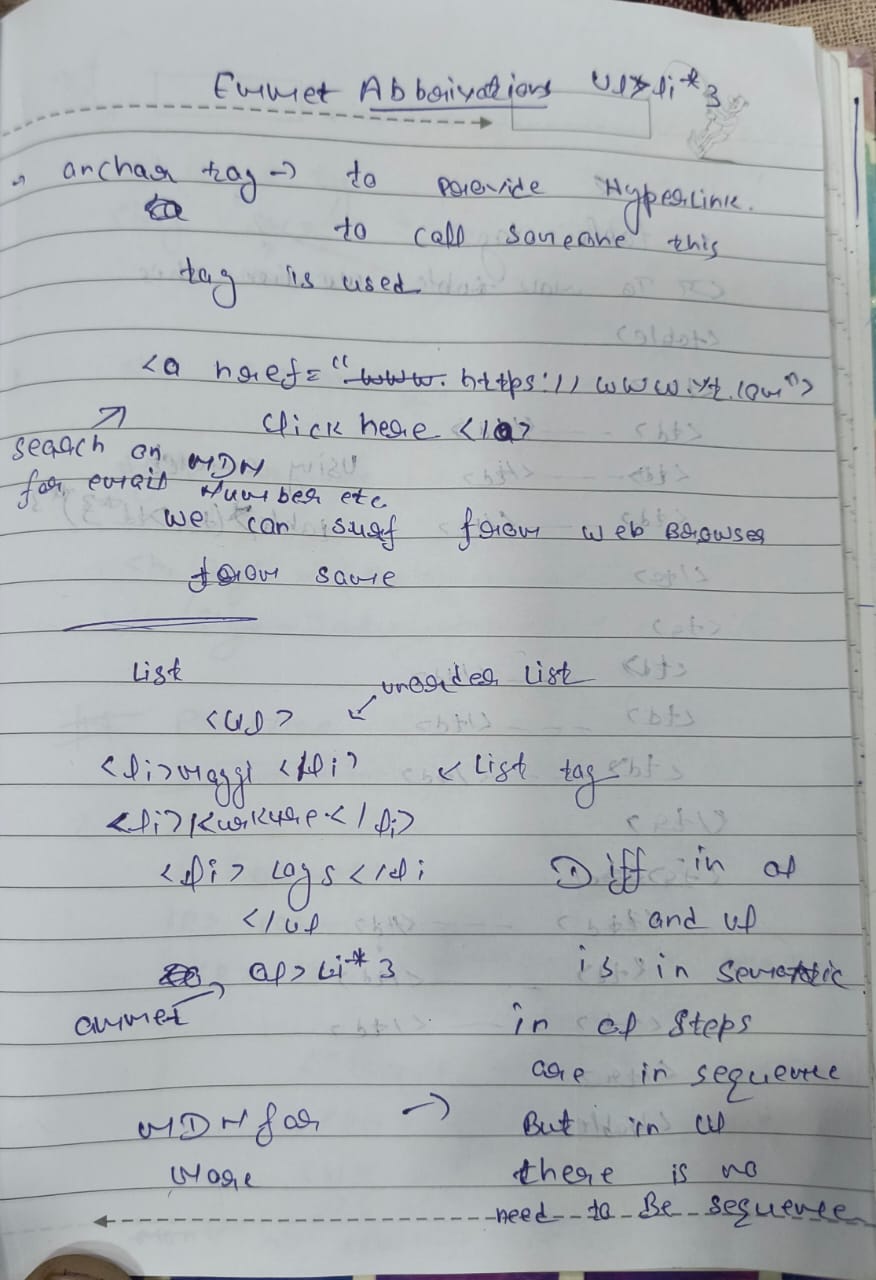 Emmet Abbrivations ul>li*3
→ anchar tag → to provide Hyperlink.
to call someone this
tag is used
<a href="www. https://www.yt.com">
Click here </a>
search on MDN
for email Number etc
we can surf from web Browser
from same
List
unorder List
<ul>
<li>maggi </li> ← List tag
<li>Kurkure</li>
<li> Lays </li
</ul
ol> Li*3
emmet
Diff in ol
and ul
is in sematic
in ol Steps
are in sequence
But in ul
there is no
need to Be sequence
MDN for →
More